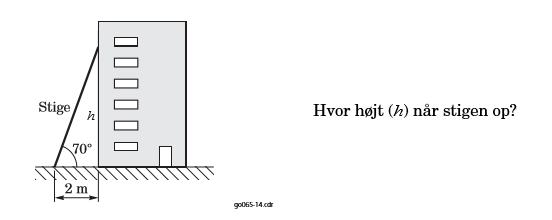 Stige
h
70°
2 m
Hvor højt (h) når stigen op?
go065-14.cdr